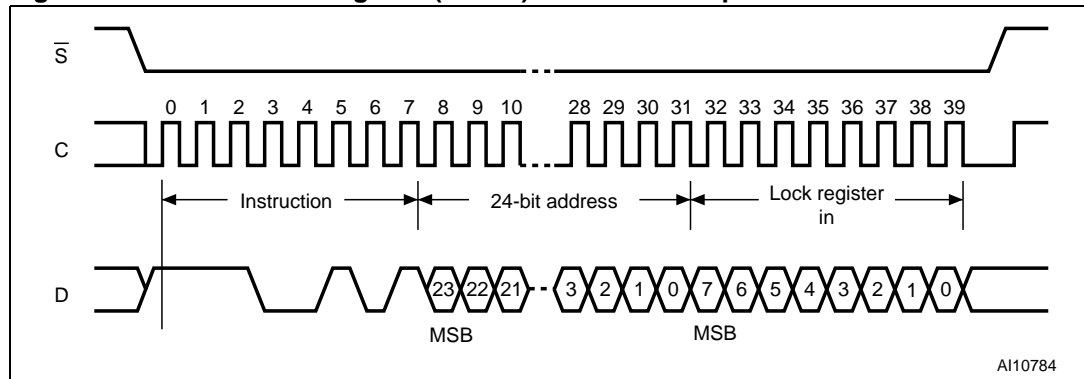 S
0 1 2 3 4 5 6 7 8 9 10 28 29 30 31 32 33 34 35 36 37 38 39
C
Instruction 24-bit address Lock register
in
D
23 22 21 3 2 1 0 7 6 5 4 3 2 1 0
MSB MSB
AI10784